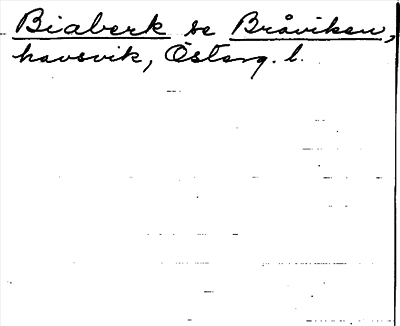 Biaberk se Bråviken,
havsvik, Österg. l.